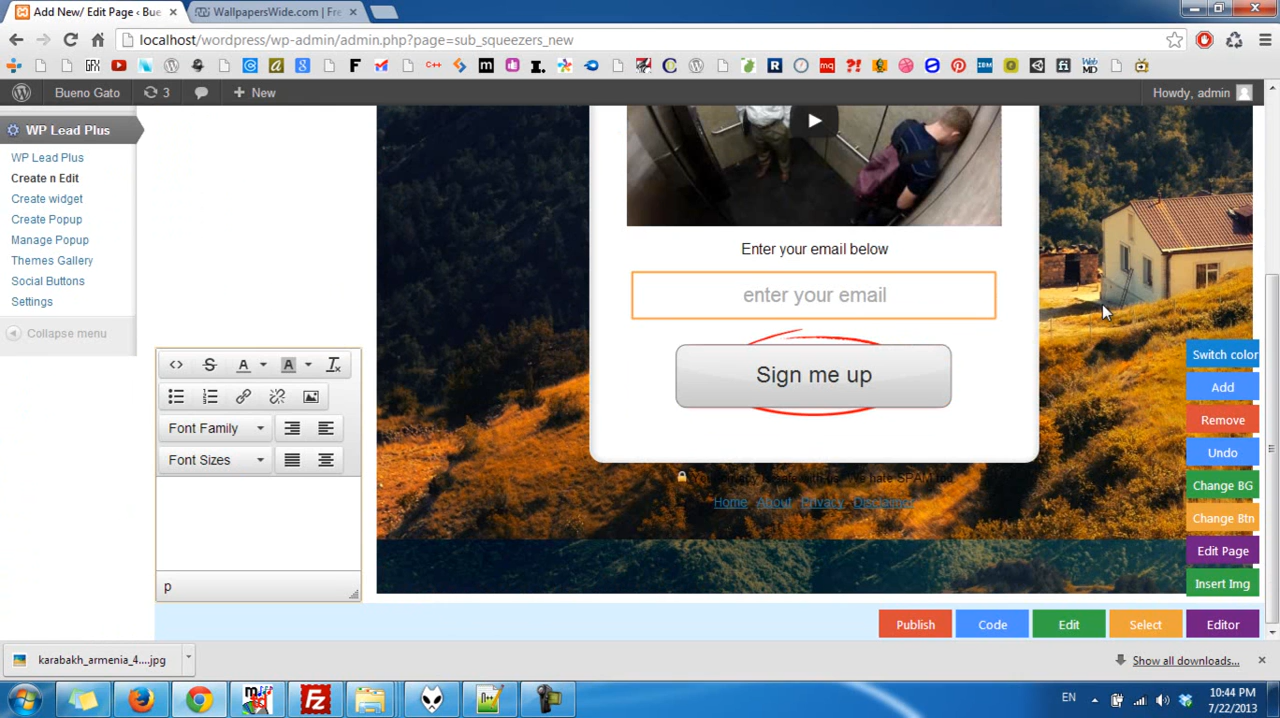 Add New/ Edit Page ‹ Bue
WallpapersWide.com | Fre
localhost/wordpress/wp-admin/admin.php?page=sub_squeezers_new
Bueno Gato
3
New
Howdy, admin
WP Lead Plus
WP Lead Plus
Create n Edit
Create widget
Create Popup
Manage Popup
Themes Gallery
Social Buttons
Settings
Collapse menu
Font Family
Font Sizes
p
Enter your email below
enter your email
Sign me up
Home About Privacy Disclaimer
Switch color
Add
Remove
Undo
Change BG
Change Btn
Edit Page
Insert Img
Publish
Code
Edit
Select
Editor
karabakh_armenia_4....jpg
Show all downloads...
EN
10:44 PM
7/22/2013